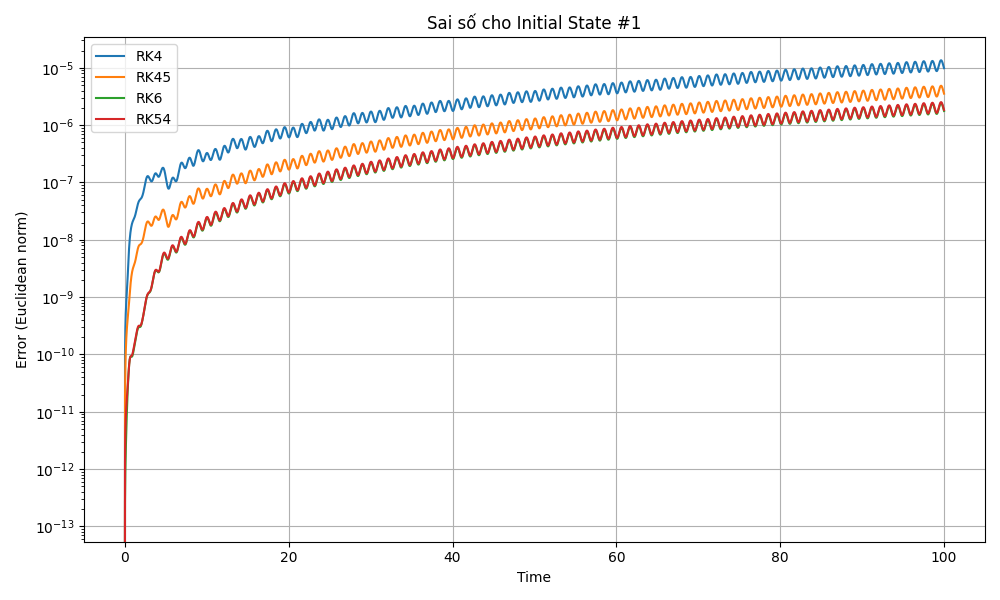 Sai số cho Initial State #1
RK4
RK45
RK6
RK54
Error (Euclidean norm)
10⁻⁵
10⁻⁶
10⁻⁷
10⁻⁸
10⁻⁹
10⁻¹⁰
10⁻¹¹
10⁻¹²
10⁻¹³
0 20 40 60 80 100
Time